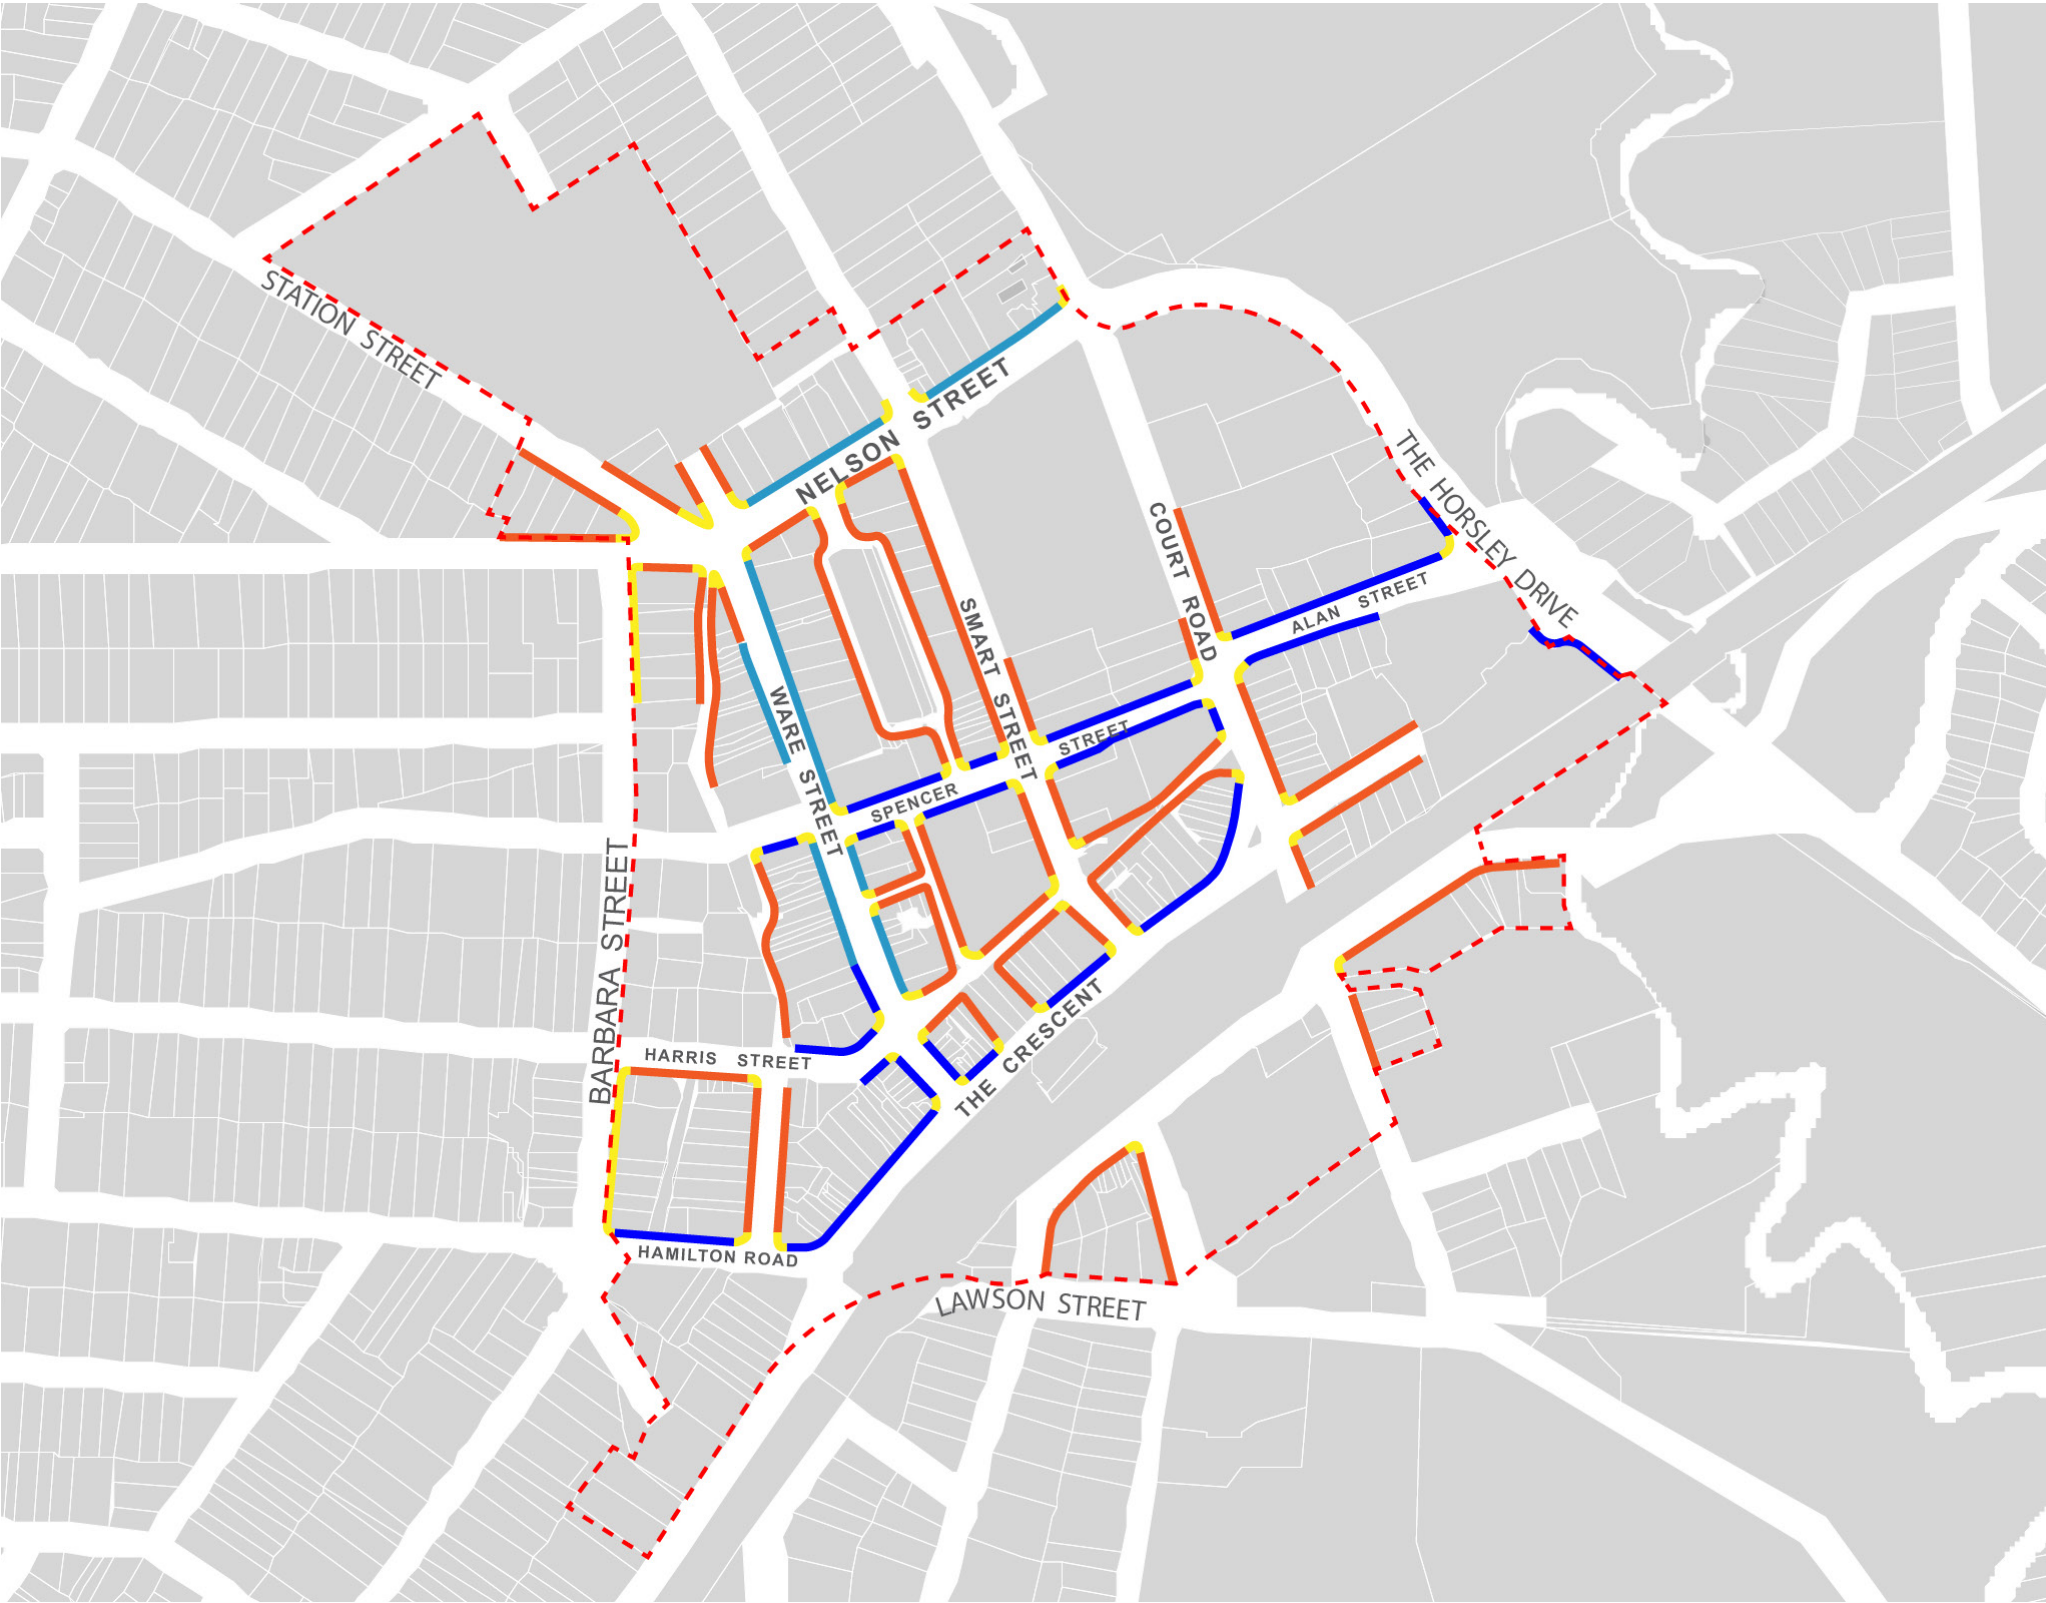 STATION STREET
NELSON STREET
THE HORSLEY DRIVE
COURT ROAD
ALAN STREET
SMART STREET
WARE STREET
SPENCER STREET
BARBARA STREET
THE CRESCENT
HARRIS STREET
HAMILTON ROAD
LAWSON STREET